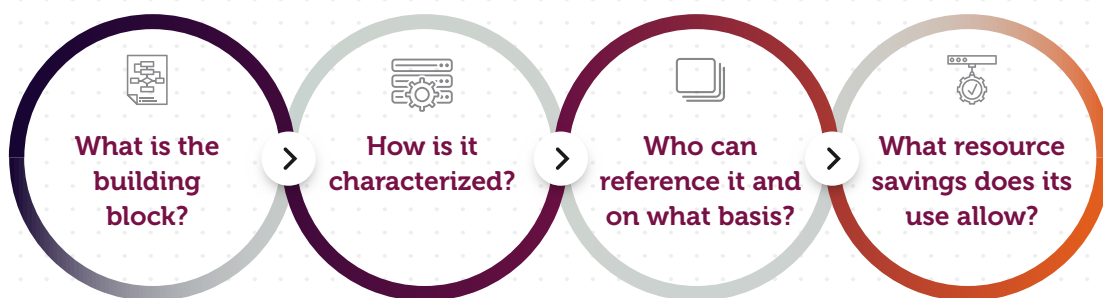 What is the
building
block?
How is it
characterized?
Who can
reference it and
on what basis?
What resource
savings does its
use allow?